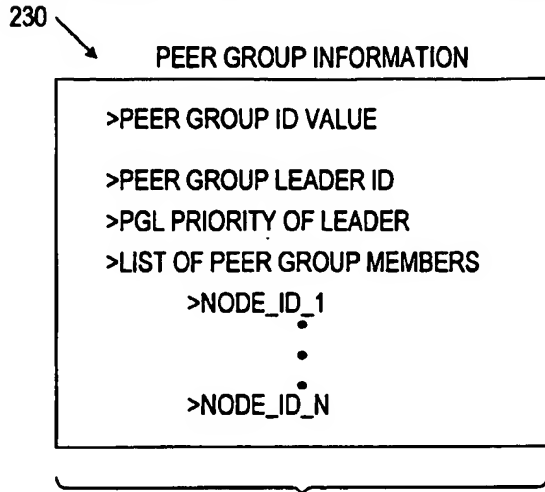 230
PEER GROUP INFORMATION
>PEER GROUP ID VALUE
>PEER GROUP LEADER ID
>PGL PRIORITY OF LEADER
>LIST OF PEER GROUP MEMBERS
>NODE_ID_1
>NODE_ID_N